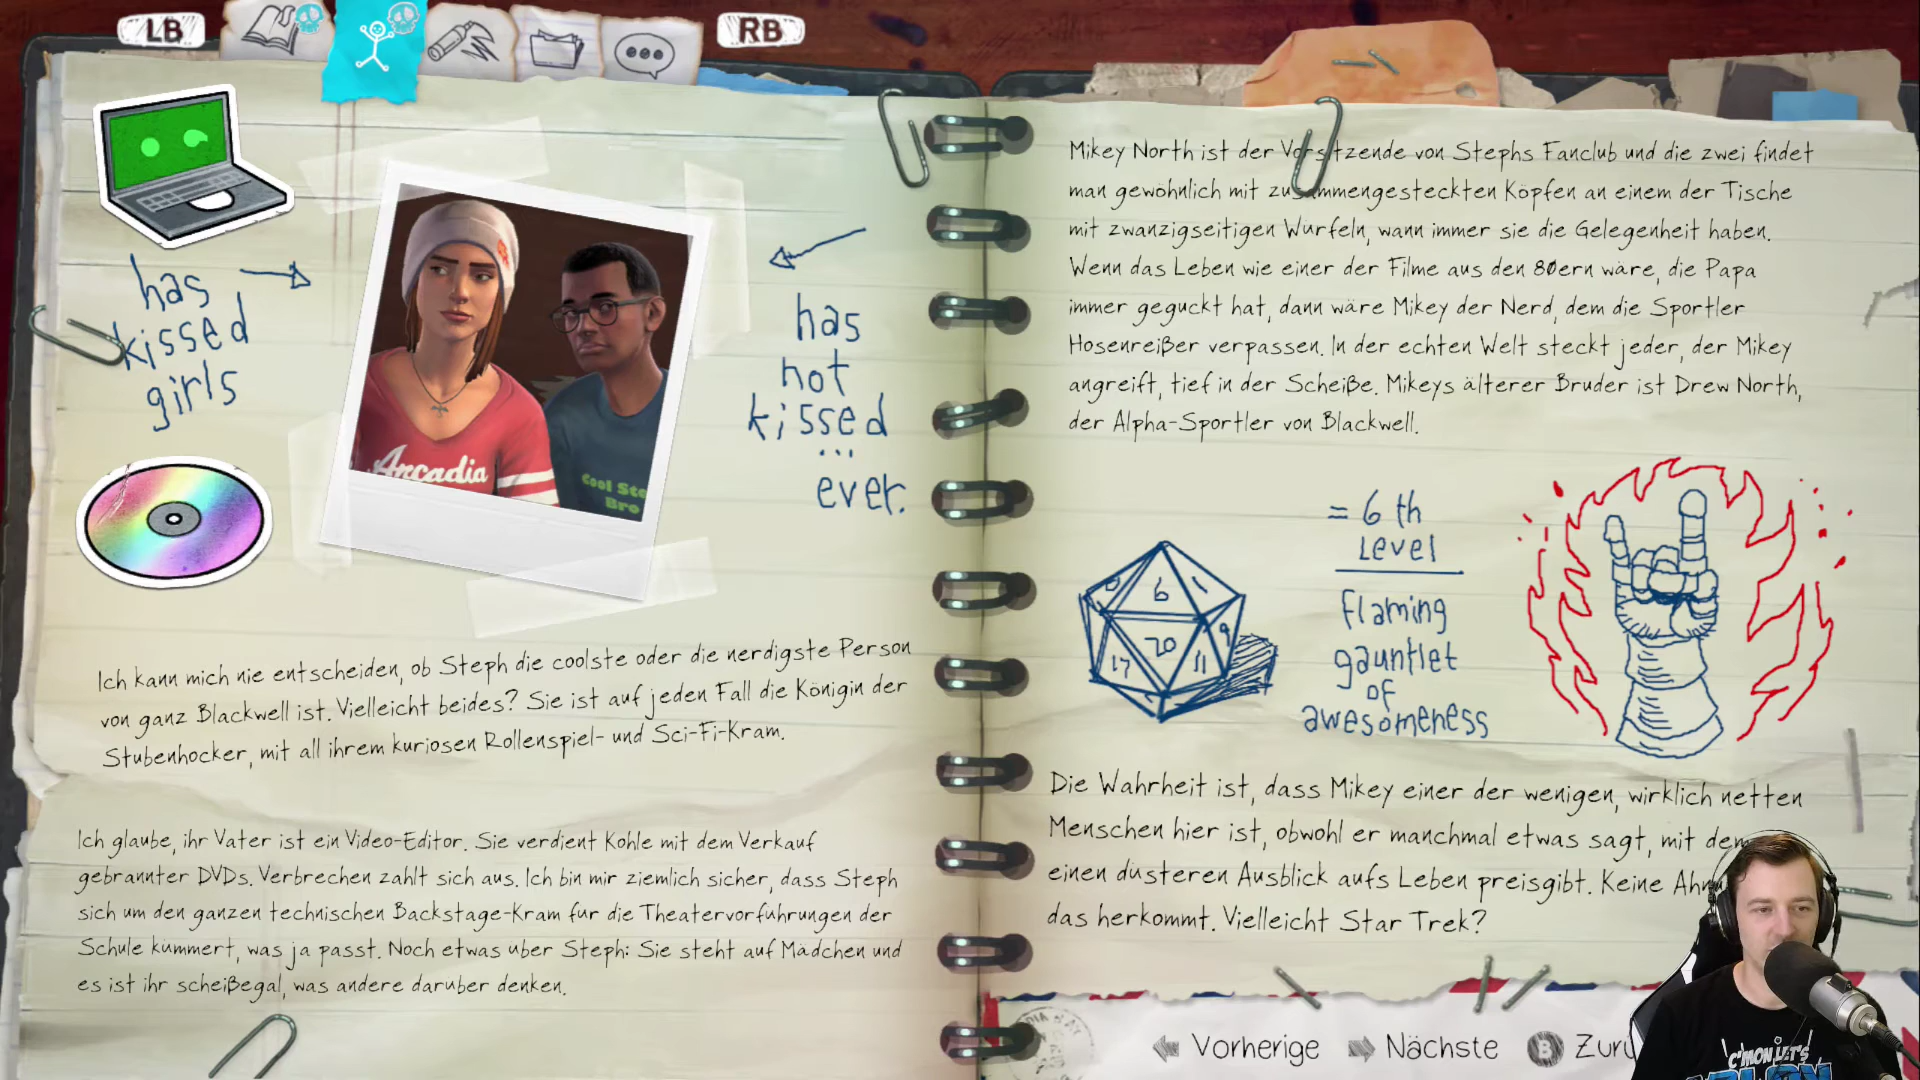 LB
RB
has
kissed
girls
has
not
kissed
...
ever.
Arcadia
Cool Sto
Bro
Ich kann mich nie entscheiden, ob Steph die coolste oder die nerdigste Person
von ganz Blackwell ist. Vielleicht beides? Sie ist auf jeden Fall die Königin der
Stubenhocker, mit all ihrem kuriosen Rollenspiel- und Sci-Fi-Kram.
Ich glaube, ihr Vater ist ein Video-Editor. Sie verdient Kohle mit dem Verkauf
gebrannter DVDs. Verbrechen zahlt sich aus. Ich bin mir ziemlich sicher, dass Steph
sich um den ganzen technischen Backstage-Kram für die Theatervorführungen der
Schule kümmert, was ja passt. Noch etwas über Steph: Sie steht auf Mädchen und
es ist ihr scheißegal, was andere darüber denken.
Mikey North ist der Vorsitzende von Stephs Fanclub und die zwei findet
man gewöhnlich mit zusammengesteckten Köpfen an einem der Tische
mit zwanzigseitigen Würfeln, wann immer sie die Gelegenheit haben.
Wenn das Leben wie einer der Filme aus den 80ern wäre, die Papa
immer geguckt hat, dann wäre Mikey der Nerd, dem die Sportler
Hosenreißer verpassen. In der echten Welt steckt jeder, der Mikey
angreift, tief in der Scheiße. Mikeys älterer Bruder ist Drew North,
der Alpha-Sportler von Blackwell.
6
20
9
17
11
= 6 th
Level
Flaming
gauntlet
of
awesomeness
Die Wahrheit ist, dass Mikey einer der wenigen, wirklich netten
Menschen hier ist, obwohl er manchmal etwas sagt, mit dem
einen düsteren Ausblick aufs Leben preisgibt. Keine
das herkommt. Vielleicht Star Trek?
Vorherige
Nächste
B
C'MON LET'S